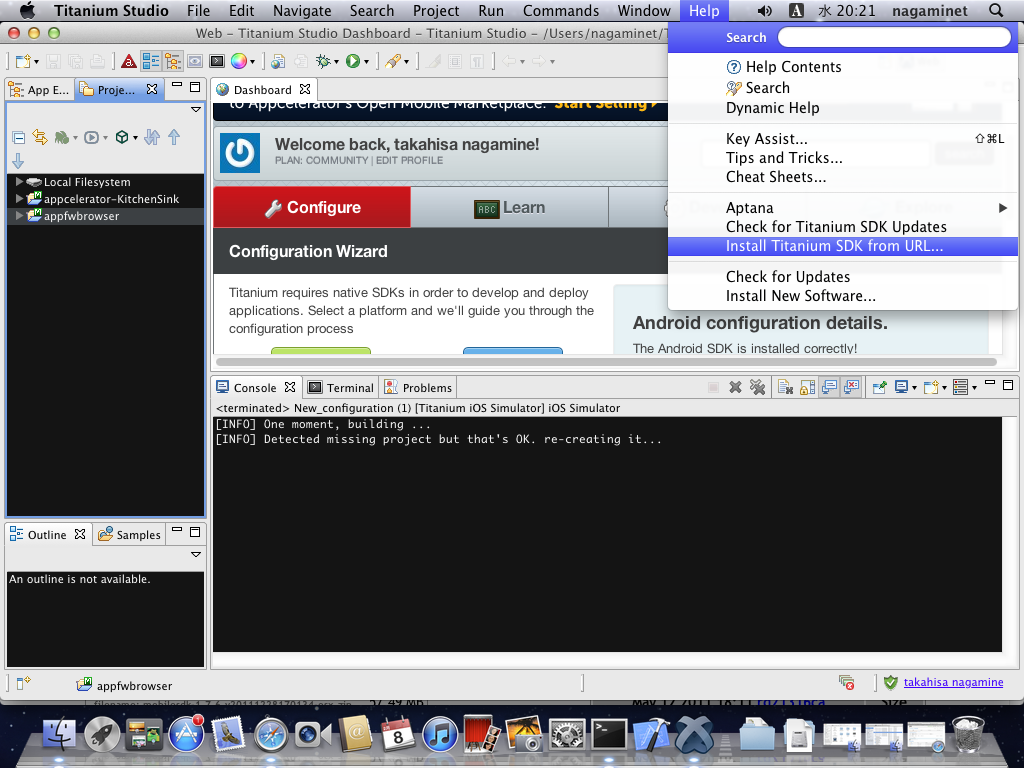 Titanium Studio File Edit Navigate Search Project Run Commands Window Help A 水 20:21 nagaminet
Web – Titanium Studio Dashboard – Titanium Studio – /Users/nagaminet/
Search
Help Contents
Search
Dynamic Help
Key Assist... ⇧⌘L
Tips and Tricks...
Cheat Sheets...
Aptana
Check for Titanium SDK Updates
Install Titanium SDK from URL...
Check for Updates
Install New Software...
App E... Proje...
Local Filesystem
appcelerator-KitchenSink
appfwbrowser
Dashboard
to Appcelerator's Open Mobile Marketplace. Start Selling
Welcome back, takahisa nagamine!
PLAN: COMMUNITY | EDIT PROFILE
Configure ABC Learn
Configuration Wizard
Titanium requires native SDKs in order to develop and deploy
applications. Select a platform and we'll guide you through the
configuration process
Android configuration details.
The Android SDK is installed correctly!
Console Terminal Problems
<terminated> New_configuration (1) [Titanium iOS Simulator] iOS Simulator
[INFO] One moment, building ...
[INFO] Detected missing project but that's OK. re-creating it...
Outline Samples
An outline is not available.
appfwbrowser
takahisa nagamine
1
8